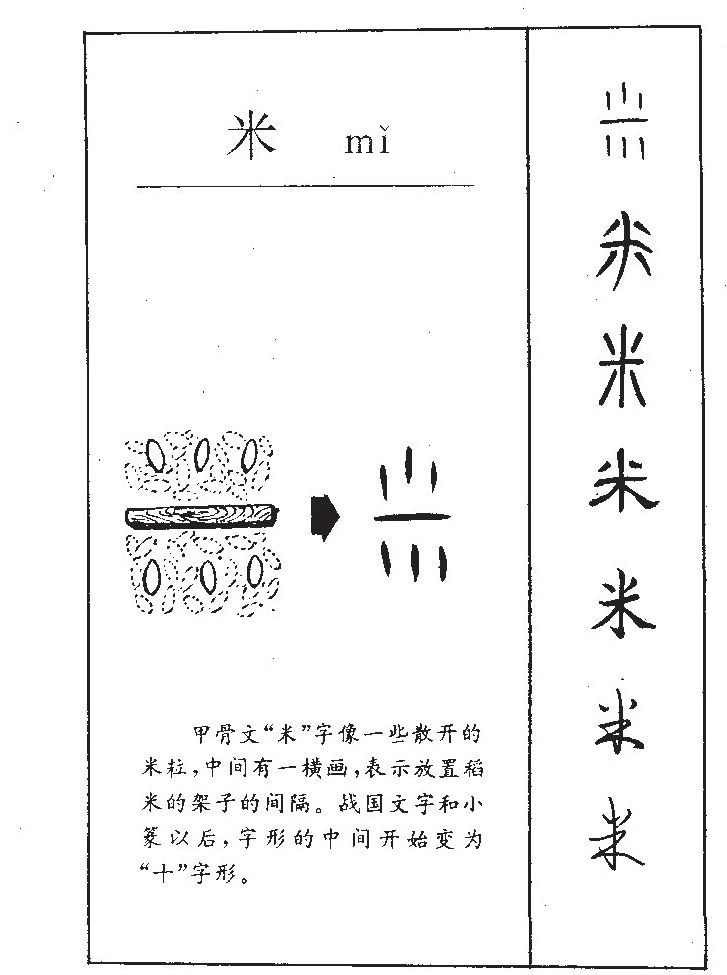 米 mǐ
甲骨文“米”字像一些散开的
米粒,中间有一横画,表示放置稻
米的架子的间隔。战国文字和小
篆以后,字形的中间开始变为
“十”字形。
米
米
米
米
米
米
米